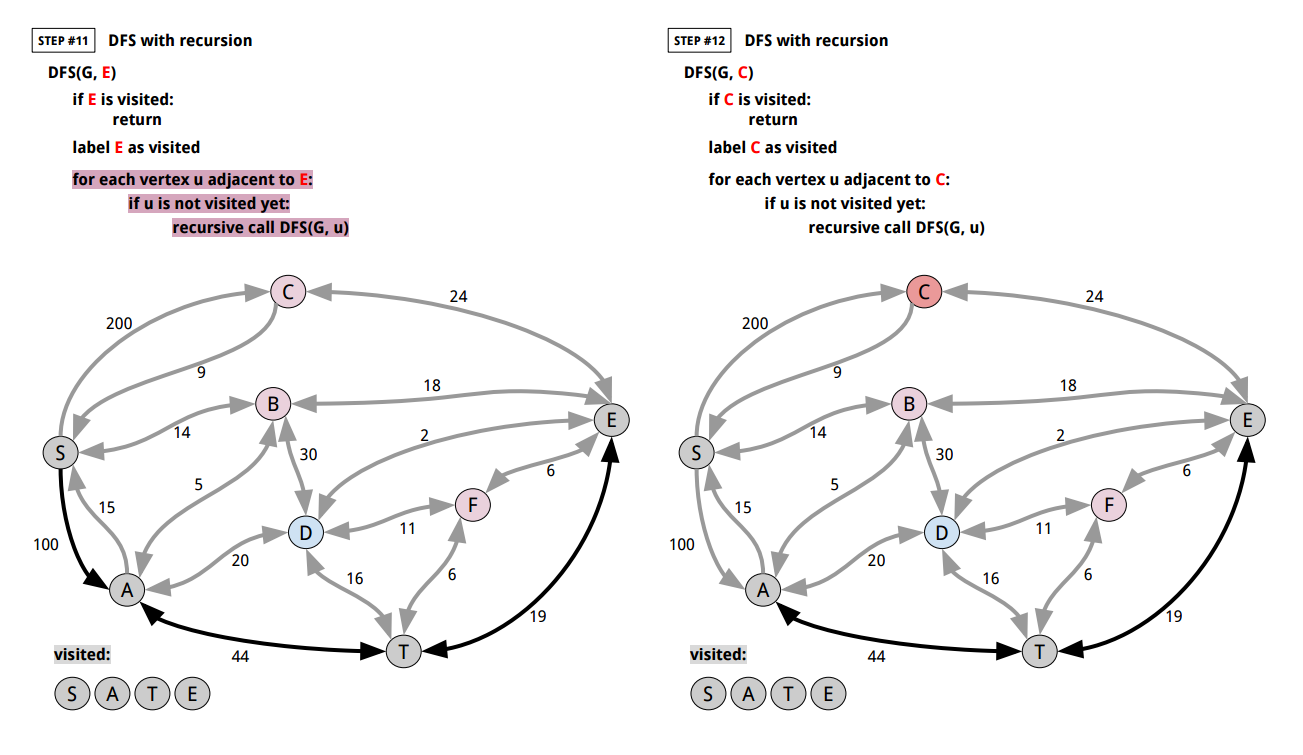 STEP #11 DFS with recursion
DFS(G, E)
if E is visited:
return
label E as visited
for each vertex u adjacent to E:
if u is not visited yet:
recursive call DFS(G, u)
C
24
200
9
B
18
14
E
2
S
30
6
5
F
15
D
11
100
20
16
6
A
19
T
44
visited:
S A T E
STEP #12 DFS with recursion
DFS(G, C)
if C is visited:
return
label C as visited
for each vertex u adjacent to C:
if u is not visited yet:
recursive call DFS(G, u)
C
24
200
9
B
18
14
E
2
S
30
6
5
F
15
D
11
100
20
16
6
A
19
T
44
visited:
S A T E